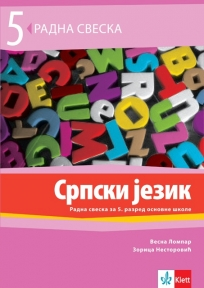 5 РАДНА СВЕСКА
Српски језик
Радна свеска за 5. разред основне школе
Весна Ломпар
Зорица Несторовић
Klett